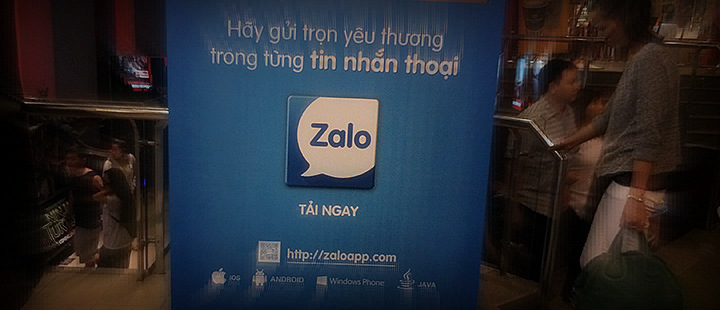 Hãy gửi trọn yêu thương
trong từng tin nhắn thoại
Zalo
TẢI NGAY
http://zaloapp.com
iOS
ANDROID
Windows Phone
JAVA